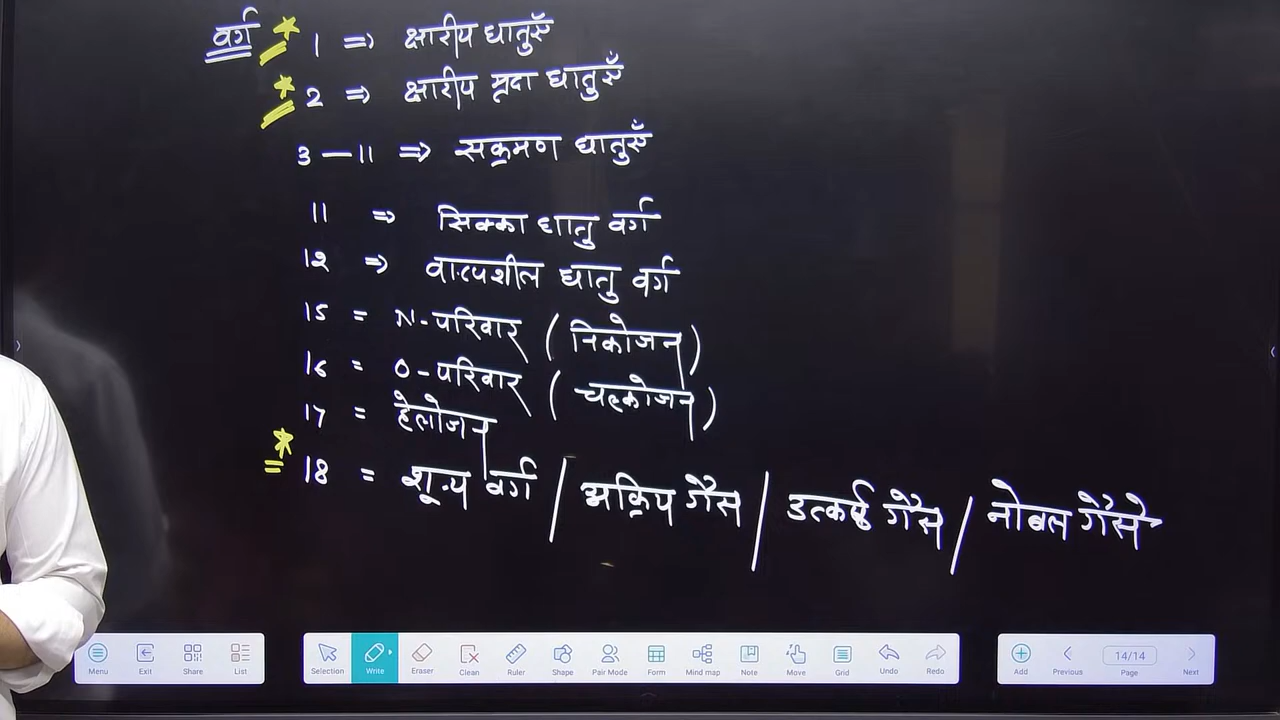 वर्ग * 1 => क्षारीय धातुएँ
* 2 => क्षारीय मृदा धातुएँ
3 — 11 => सक्रमण धातुएँ
11 => सिक्का धातु वर्ग
12 => वाष्पशील धातु वर्ग
15 = N-परिवार ( निकोजन )
16 = O-परिवार ( चल्कोजन )
17 = हैलोजन
* 18 = शून्य वर्ग / अक्रिय गैस / उत्कर्ष गैस / नोबल गैसे
Menu Exit Share List Selection Write Eraser Clean Ruler Shape Pair Mode Form Mind map Note Move Grid Undo Redo Add Previous 14/14 Page Next